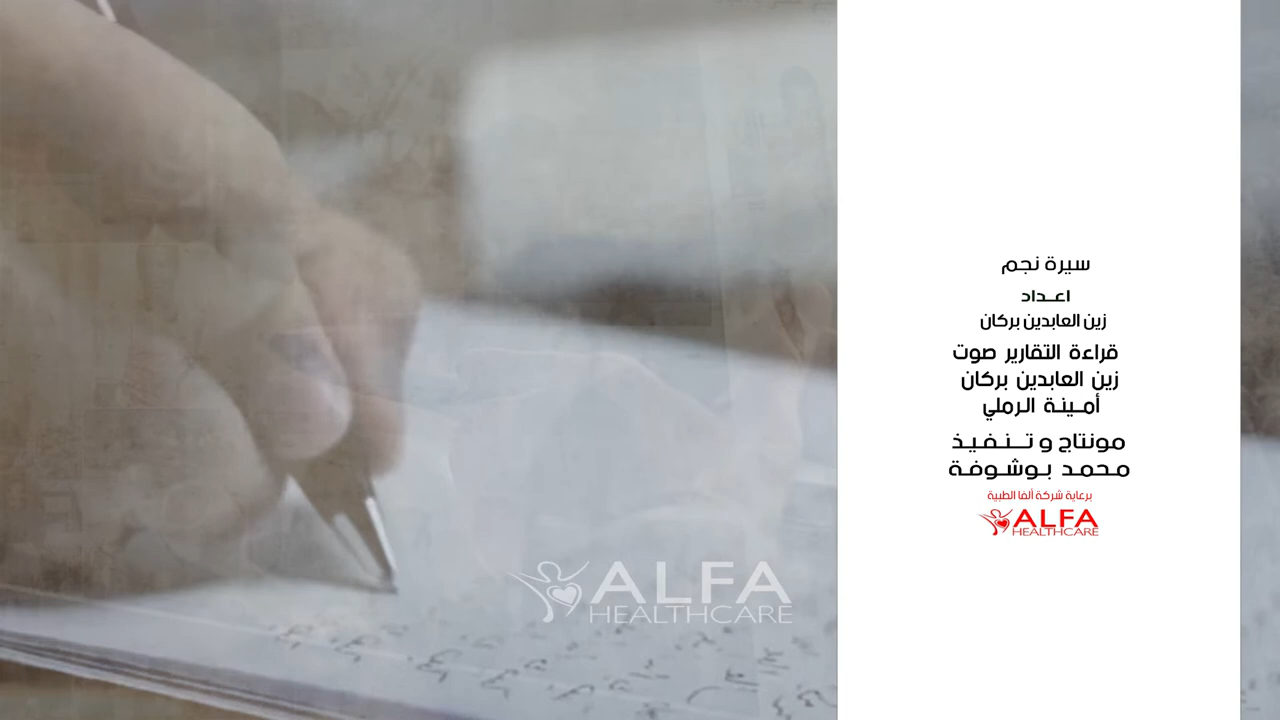 سيرة نجم
اعـداد
زين العابدين بركان
قراءة التقارير صوت
زين العابدين بركان
أمـينـة الرملي
مونتاج و تـنـفـيـذ
مـحـمـد بـوشـوفـة
برعاية شركة ألفا الطبية
ALFA
HEALTHCARE
ALFA
HEALTHCARE